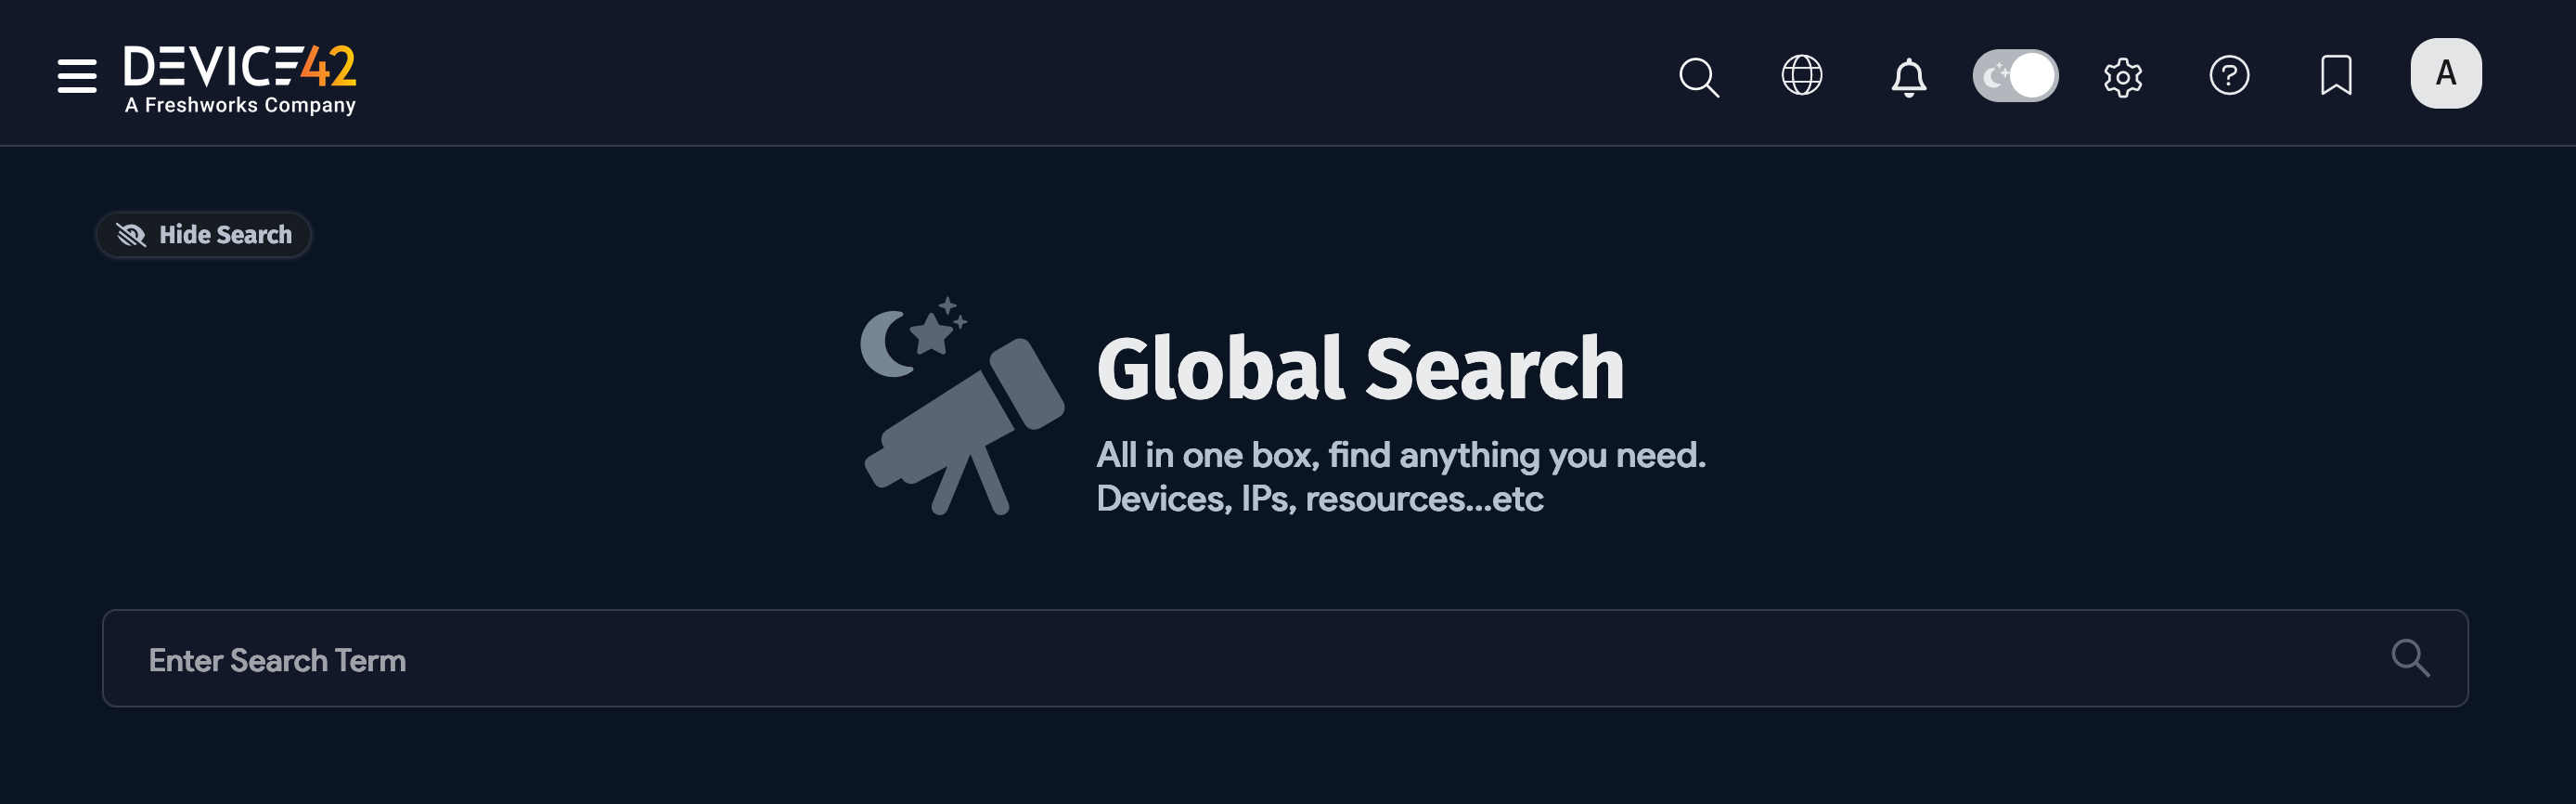 DEVICE42
A Freshworks Company
?
A
Hide Search
Global Search
All in one box, find anything you need.
Devices, IPs, resources...etc
Enter Search Term